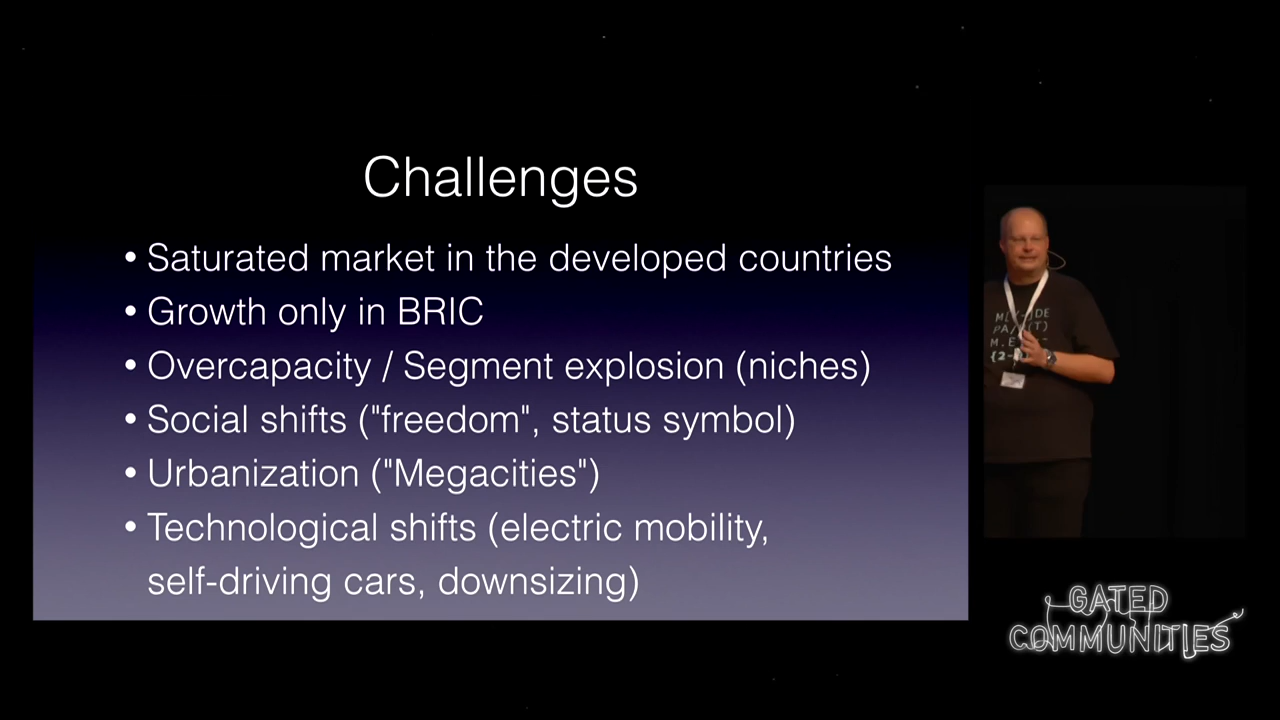 Challenges
• Saturated market in the developed countries
• Growth only in BRIC
• Overcapacity / Segment explosion (niches)
• Social shifts ("freedom", status symbol)
• Urbanization ("Megacities")
• Technological shifts (electric mobility,
self-driving cars, downsizing)
GATED
COMMUNITIES